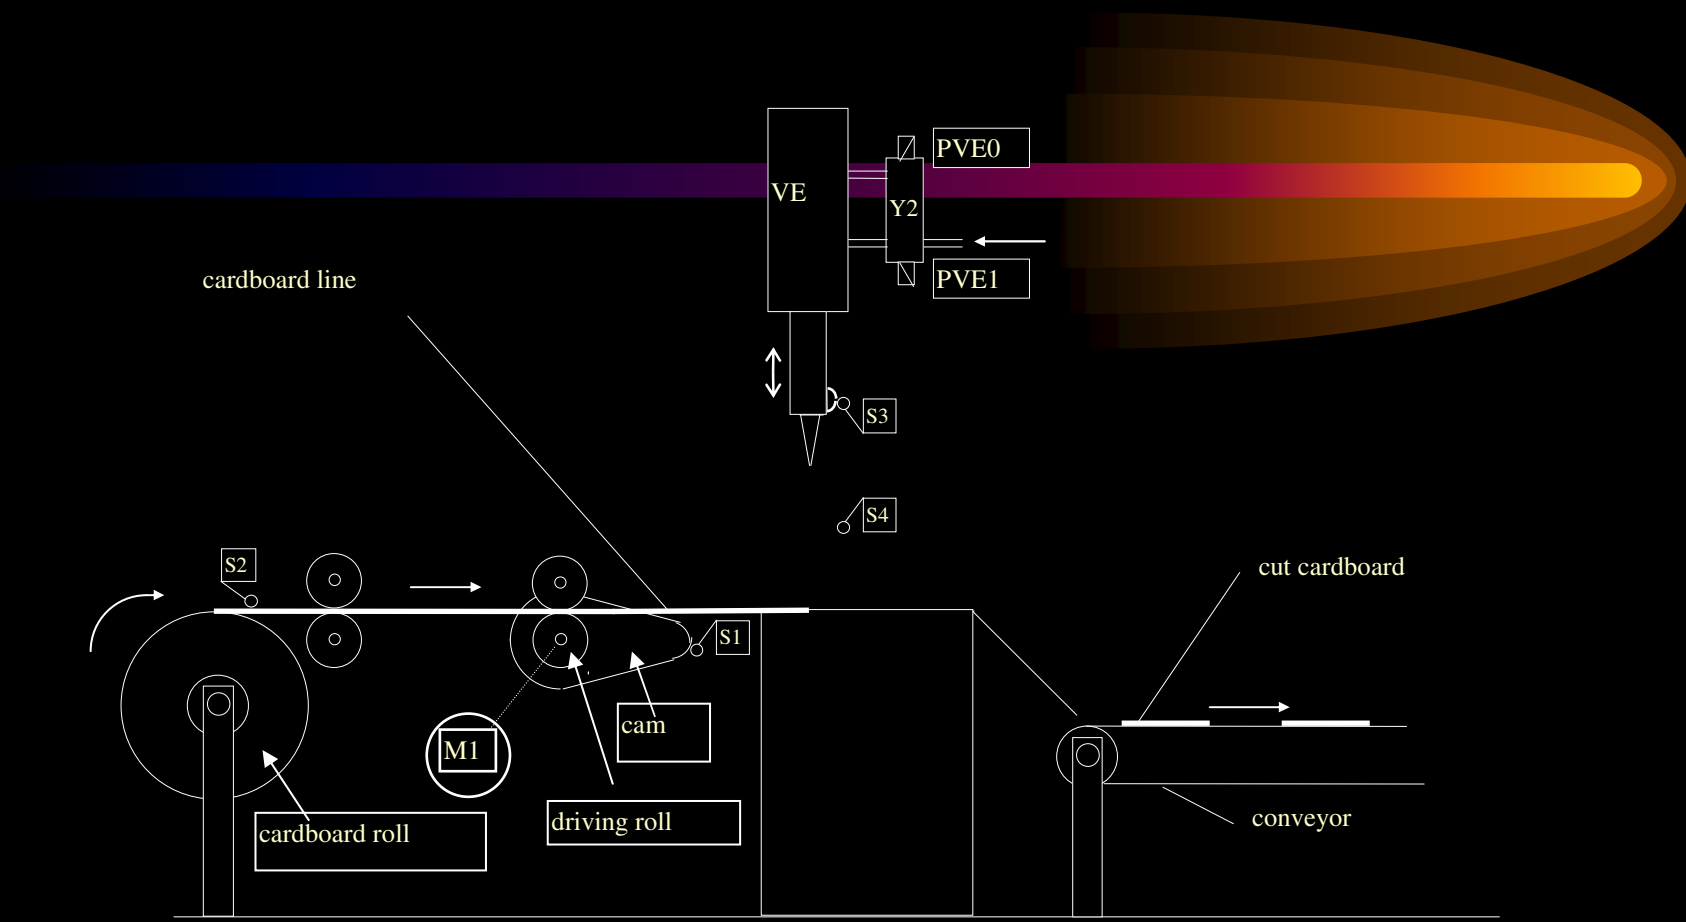 PVE0
VE
Y2
PVE1
cardboard line
S3
S4
S2
cut cardboard
S1
cam
M1
driving roll
conveyor
cardboard roll